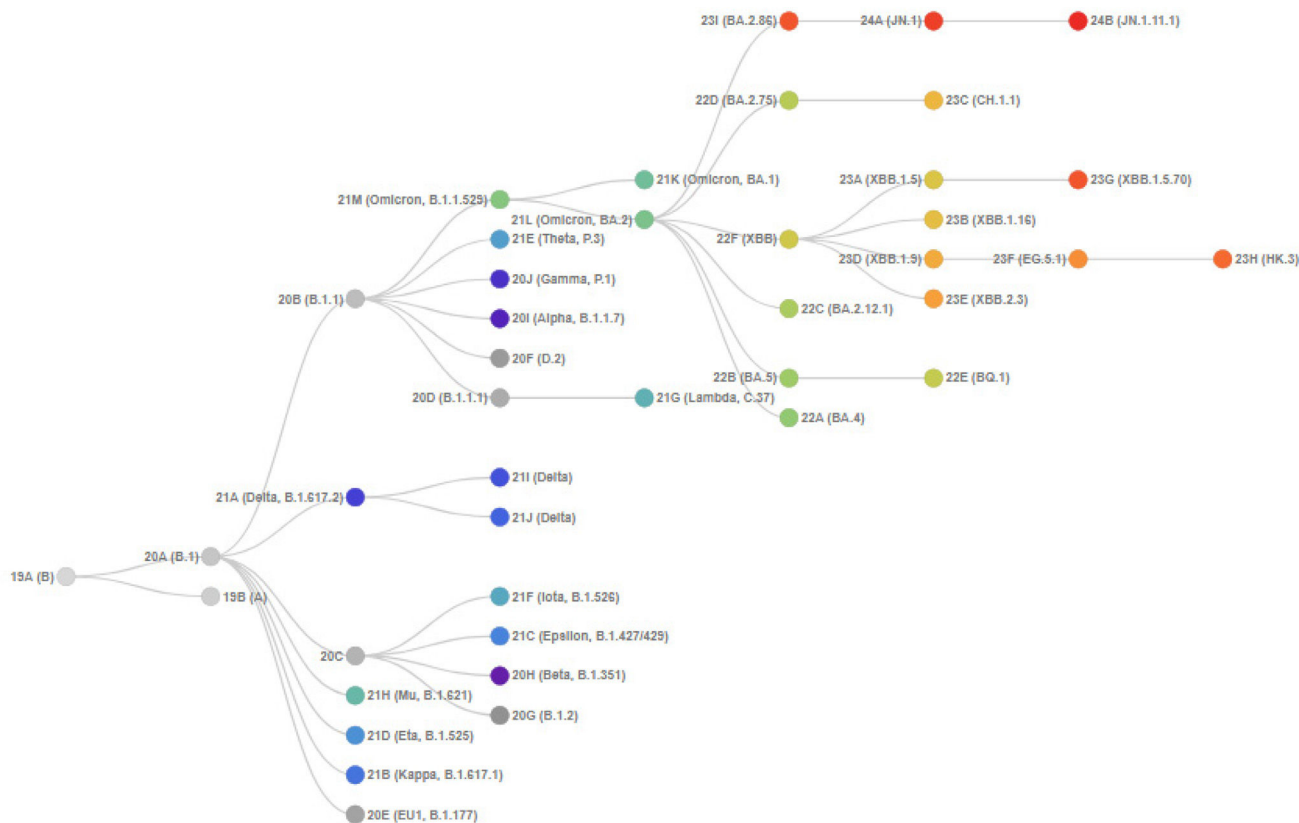 23I (BA.2.86)
24A (JN.1)
24B (JN.1.11.1)
22D (BA.2.75)
23C (CH.1.1)
21K (Omicron, BA.1)
23A (XBB.1.5)
23G (XBB.1.5.70)
21M (Omicron, B.1.1.529)
21L (Omicron, BA.2)
23B (XBB.1.16)
21E (Theta, P.3)
22F (XBB)
23D (XBB.1.9)
23F (EG.5.1)
23H (HK.3)
20J (Gamma, P.1)
20B (B.1.1)
23E (XBB.2.3)
22C (BA.2.12.1)
20I (Alpha, B.1.1.7)
20F (D.2)
22B (BA.5)
22E (BQ.1)
20D (B.1.1.1)
21G (Lambda, C.37)
22A (BA.4)
21I (Delta)
21A (Delta, B.1.617.2)
21J (Delta)
20A (B.1)
19A (B)
19B (A)
21F (Iota, B.1.526)
21C (Epsilon, B.1.427/429)
20C
20H (Beta, B.1.351)
21H (Mu, B.1.621)
20G (B.1.2)
21D (Eta, B.1.525)
21B (Kappa, B.1.617.1)
20E (EU1, B.1.177)